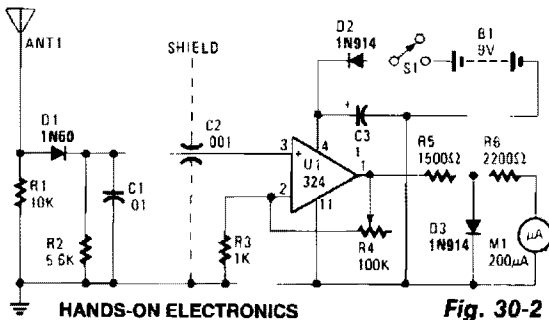 ANT1
D1
1N60
R1
10K
R2
5.6K
C1
.01
SHIELD
C2
.001
3
+
2
-
U1
324
4
11
1
R3
1K
R4
100K
D2
1N914
S1
B1
9V
+
C3
1
R5
1500Ω
R6
2200Ω
D3
1N914
µA
M1
200µA
HANDS-ON ELECTRONICS
Fig. 30-2